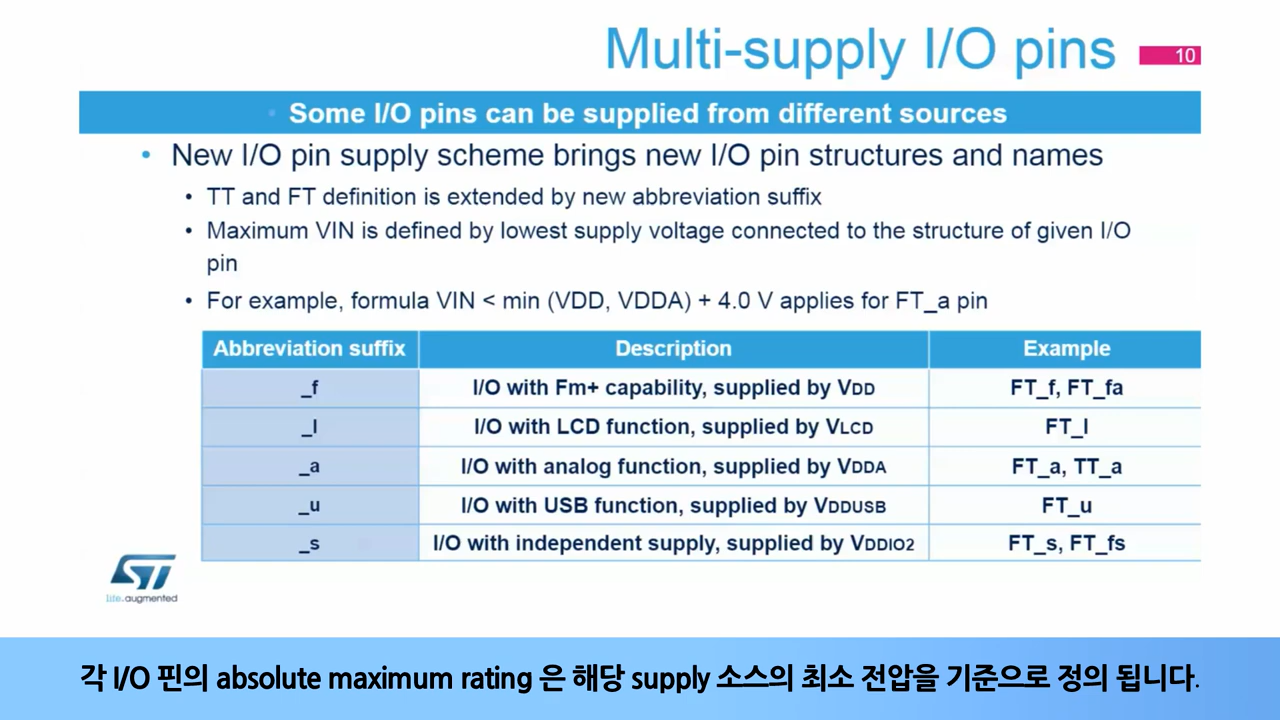 Multi-supply I/O pins
10
• Some I/O pins can be supplied from different sources
• New I/O pin supply scheme brings new I/O pin structures and names
• TT and FT definition is extended by new abbreviation suffix
• Maximum VIN is defined by lowest supply voltage connected to the structure of given I/O
pin
• For example, formula VIN < min (VDD, VDDA) + 4.0 V applies for FT_a pin
Abbreviation suffix Description Example
_f I/O with Fm+ capability, supplied by VDD FT_f, FT_fa
_l I/O with LCD function, supplied by VLCD FT_l
_a I/O with analog function, supplied by VDDA FT_a, TT_a
_u I/O with USB function, supplied by VDDUSB FT_u
_s I/O with independent supply, supplied by VDDIO2 FT_s, FT_fs
ST
life.augmented
각 I/O 핀의 absolute maximum rating 은 해당 supply 소스의 최소 전압을 기준으로 정의 됩니다.